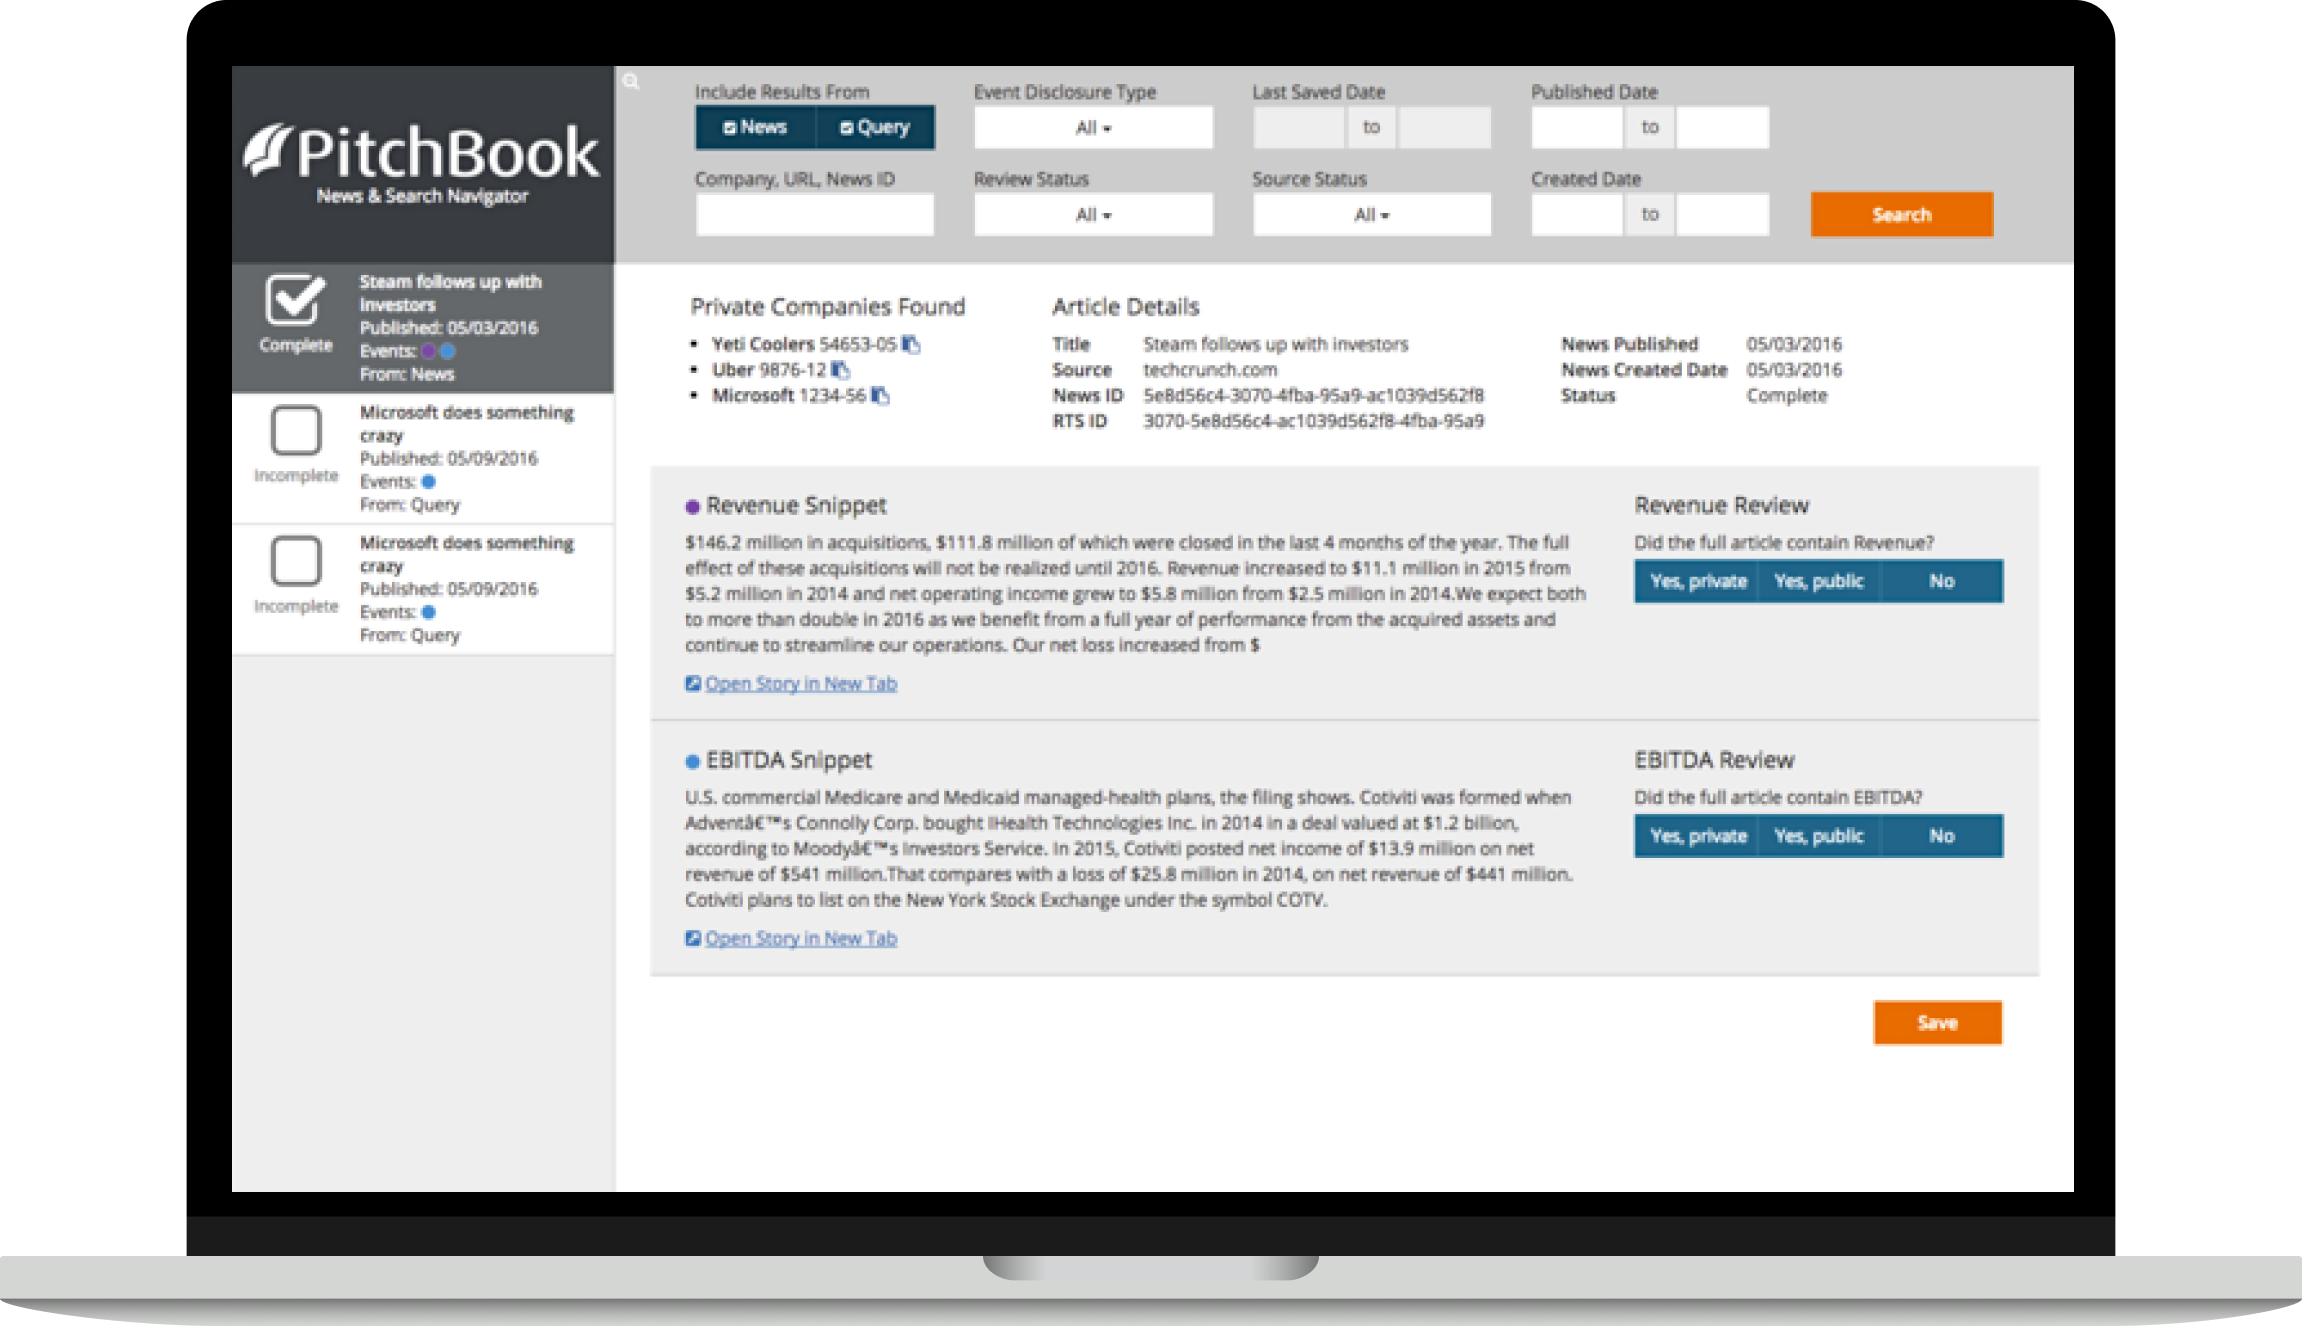 PitchBook
News & Search Navigator
Include Results From
News
Query
Event Disclosure Type
All
Last Saved Date
to
Published Date
to
Company, URL, News ID
Review Status
All
Source Status
All
Created Date
to
Search
Complete
Steam follows up with
Investors
Published: 05/03/2016
Events:
From: News
Incomplete
Microsoft does something
crazy
Published: 05/09/2016
Events:
From: Query
Incomplete
Microsoft does something
crazy
Published: 05/09/2016
Events:
From: Query
Private Companies Found
• Yeti Coolers 54653-05
• Uber 9876-12
• Microsoft 1234-56
Article Details
Title Steam follows up with investors
Source techcrunch.com
News ID 5e8d56c4-3070-4fba-95a9-ac1039d562f8
RTS ID 3070-5e8d56c4-ac1039d562f8-4fba-95a9
News Published 05/03/2016
News Created Date 05/03/2016
Status Complete
Revenue Snippet
$146.2 million in acquisitions, $111.8 million of which were closed in the last 4 months of the year. The full
effect of these acquisitions will not be realized until 2016. Revenue increased to $11.1 million in 2015 from
$5.2 million in 2014 and net operating income grew to $5.8 million from $2.5 million in 2014.We expect both
to more than double in 2016 as we benefit from a full year of performance from the acquired assets and
continue to streamline our operations. Our net loss increased from $
Open Story in New Tab
Revenue Review
Did the full article contain Revenue?
Yes, private
Yes, public
No
EBITDA Snippet
U.S. commercial Medicare and Medicaid managed-health plans, the filing shows. Cotiviti was formed when
Adventâ€™s Connolly Corp. bought IHealth Technologies Inc. in 2014 in a deal valued at $1.2 billion,
according to Moodyâ€™s Investors Service. In 2015, Cotiviti posted net income of $13.9 million on net
revenue of $541 million.That compares with a loss of $25.8 million in 2014, on net revenue of $441 million.
Cotiviti plans to list on the New York Stock Exchange under the symbol COTV.
Open Story in New Tab
EBITDA Review
Did the full article contain EBITDA?
Yes, private
Yes, public
No
Save